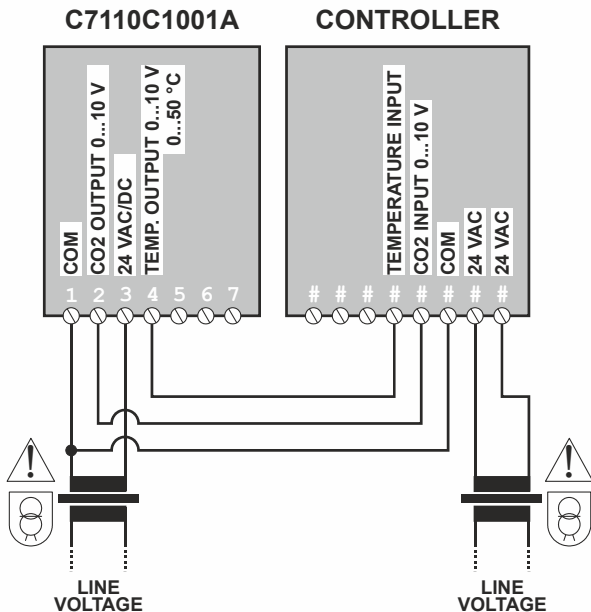 C7110C1001A
CONTROLLER
COM
CO2 OUTPUT 0...10 V
24 VAC/DC
TEMP. OUTPUT 0...10 V
0...50 °C
1 2 3 4 5 6 7
TEMPERATURE INPUT
CO2 INPUT 0...10 V
COM
24 VAC
24 VAC
# # # # # # # #
LINE
VOLTAGE
LINE
VOLTAGE